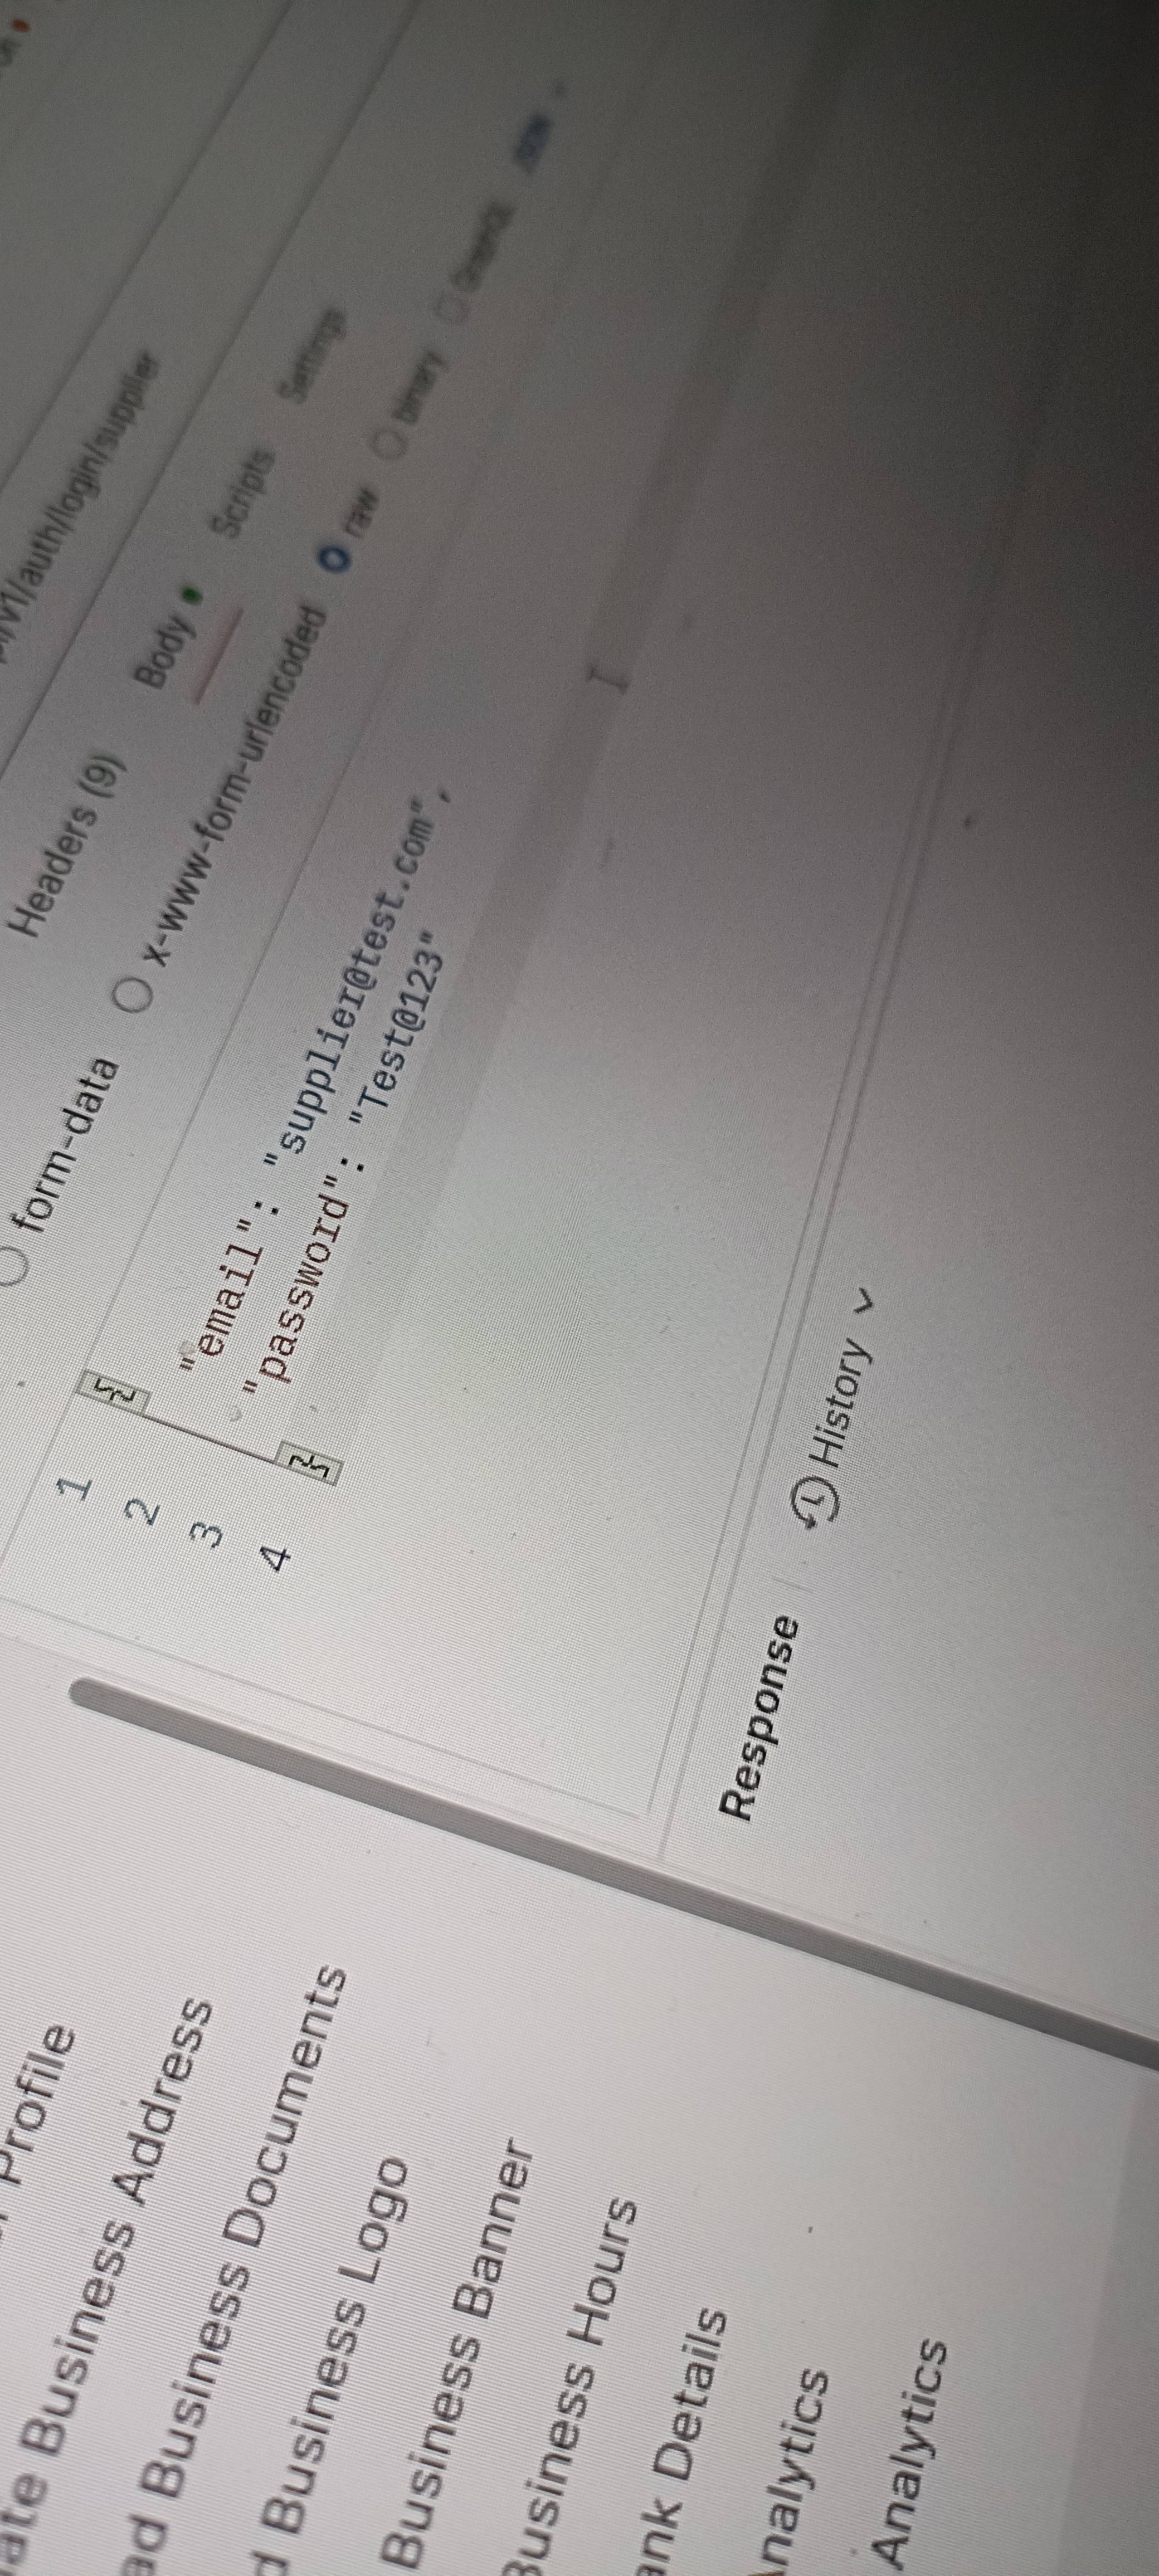 /v1/auth/login/supplier
Headers (9) Body Scripts Settings
form-data x-www-form-urlencoded raw binary GraphQL JSON
1 {
2 "email": "supplier@test.com",
3 "password": "Test@123"
4 }
Response History
Profile
Business Address
Business Documents
Business Logo
Business Banner
Business Hours
Details
Analytics